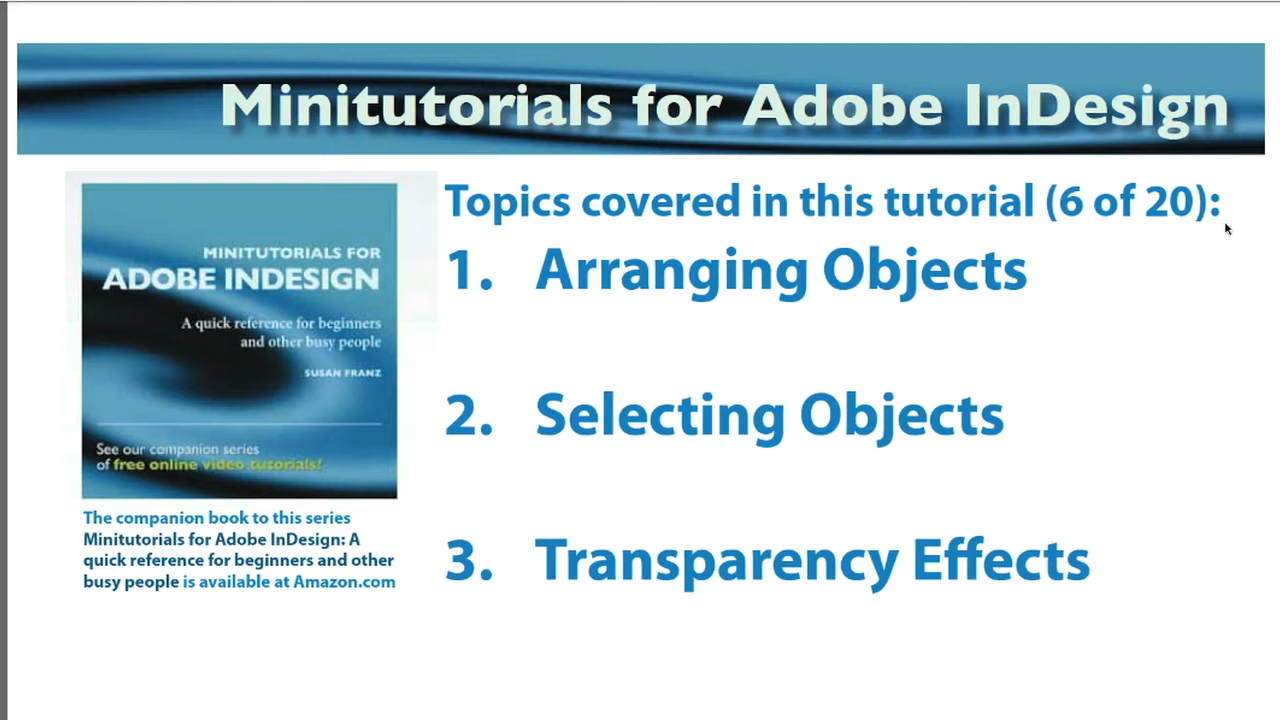 Minitutorials for Adobe InDesign
MINITUTORIALS FOR
ADOBE INDESIGN
A quick reference for beginners
and other busy people
SUSAN FRANZ
See our companion series
of free online video tutorials!
The companion book to this series
Minitutorials for Adobe InDesign: A
quick reference for beginners and other
busy people is available at Amazon.com
Topics covered in this tutorial (6 of 20):
1. Arranging Objects
2. Selecting Objects
3. Transparency Effects